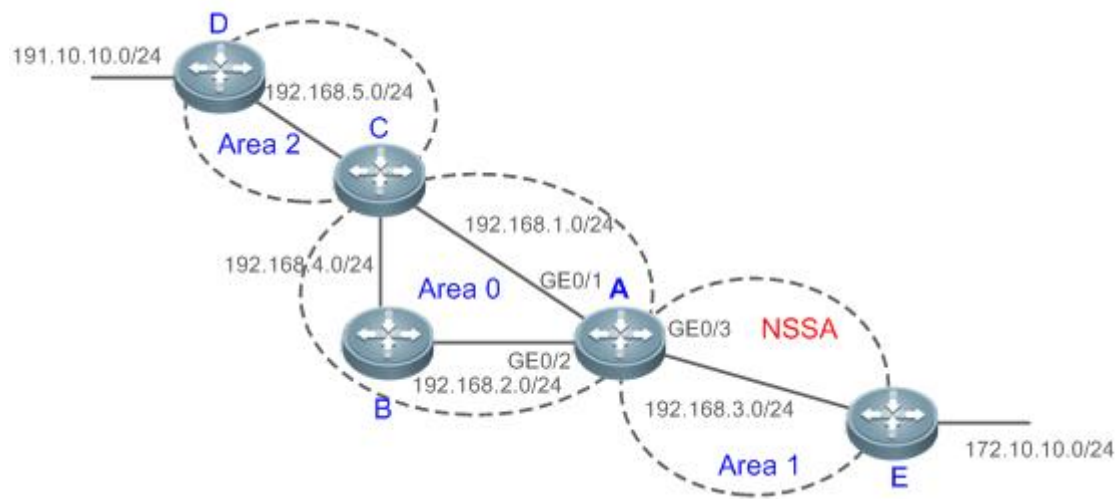 D
191.10.10.0/24
192.168.5.0/24
C
Area 2
192.168.1.0/24
192.168.4.0/24
GE0/1
Area 0
A
GE0/3
NSSA
GE0/2
192.168.2.0/24
B
192.168.3.0/24
172.10.10.0/24
Area 1
E